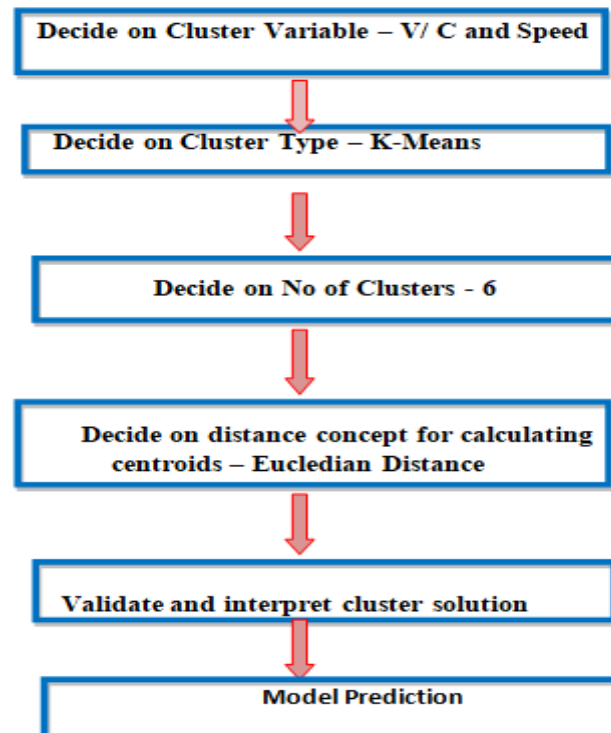 Decide on Cluster Variable – V/ C and Speed
Decide on Cluster Type – K-Means
Decide on No of Clusters - 6
Decide on distance concept for calculating
centroids – Eucledian Distance
Validate and interpret cluster solution
Model Prediction